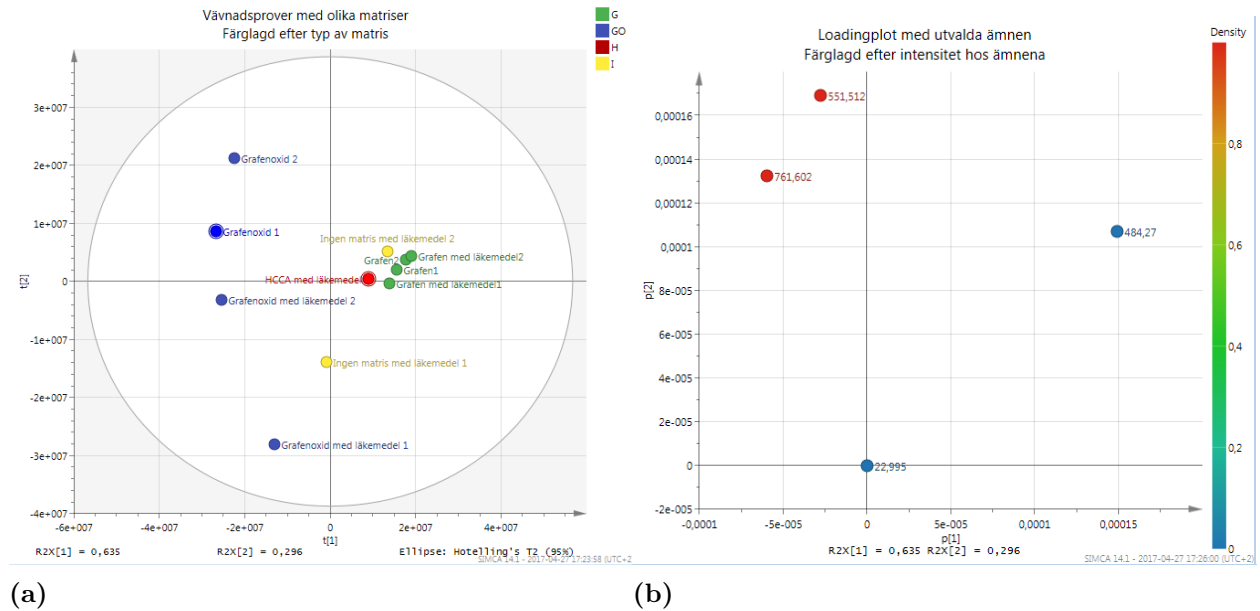 Vävnadsprover med olika matriser
Färglagd efter typ av matris
G
GO
H
I
3e+007
2e+007
1e+007
0
-1e+007
-2e+007
-3e+007
-4e+007
t[2]
Grafenoxid 2
Grafenoxid 1
Ingen matris med läkemedel 2
Grafen2
Grafen med läkemedel2
Grafen1
HCCA med läkemedel
Grafen med läkemedel1
Grafenoxid med läkemedel 2
Ingen matris med läkemedel 1
Grafenoxid med läkemedel 1
-6e+007
-4e+007
-2e+007
0
2e+007
4e+007
t[1]
R2X[1] = 0,635
R2X[2] = 0,296
Ellipse: Hotelling's T2 (95%)
SIMCA 14.1 - 2017-04-27 17:23:58 (UTC+2
(a)
Loadingplot med utvalda ämnen
Färglagd efter intensitet hos ämnena
Density
0,8
0,6
0,4
0,2
0
0,00016
0,00014
0,00012
0,0001
8e-005
6e-005
4e-005
2e-005
0
-2e-005
p[2]
551,512
761,602
484,27
22,995
-0,0001
-5e-005
0
5e-005
0,0001
0,00015
p[1]
R2X[1] = 0,635 R2X[2] = 0,296
SIMCA 14.1 - 2017-04-27 17:26:00 (UTC+2)
(b)